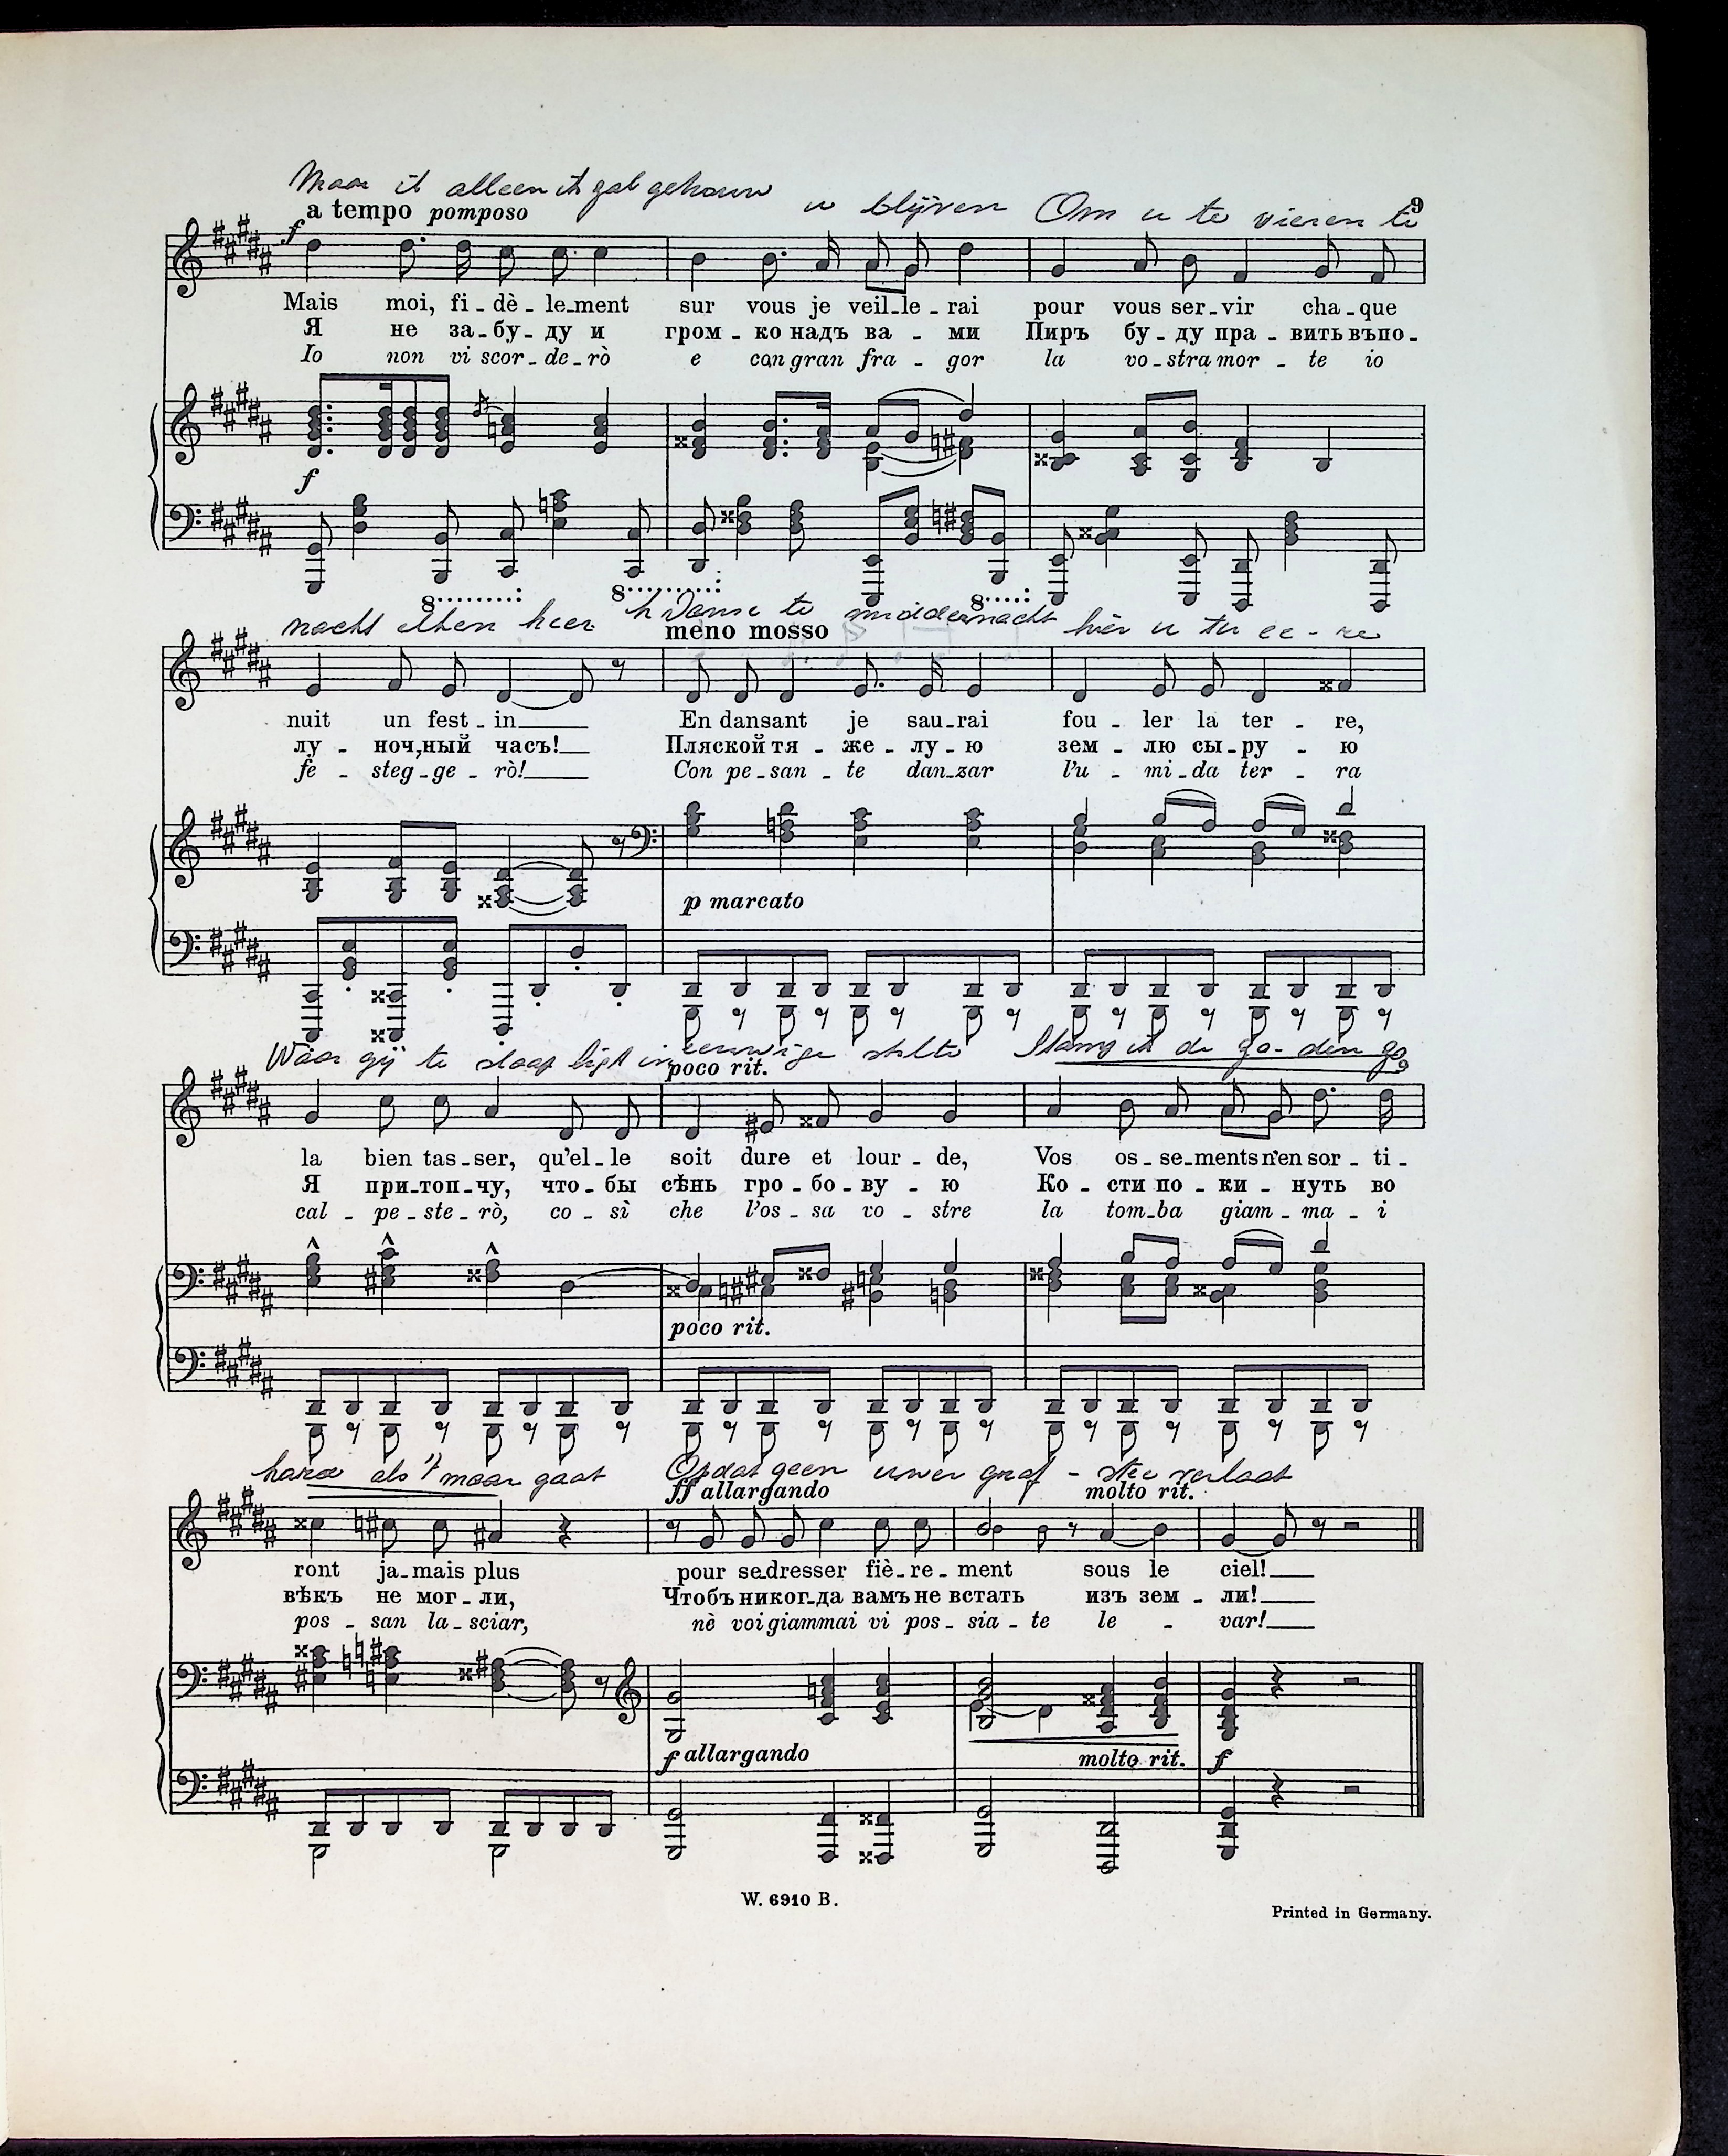 Maar ik alleen ik zal gehouw
u blijven Om u te vieren te
9
a tempo pomposo
f
Mais moi, fi-dè-le-ment sur vous je veil-le-rai pour vous ser-vir cha-que
Я не за-бу-ду и гром-ко надъ ва-ми Пиръ бу-ду пра-вить въ по-
Io non vi scor-de-rò e con gran fra-gor la vo-stra mor-te io
f
8 8 8
nacht heer Danse te middernacht hier u ter ee-re
meno mosso
nuit un fest-in En dansant je sau-rai fou-ler la ter-re,
лу-ноч,ный часъ! Пляской тя-же-лу-ю зем-лю сы-ру-ю
fe-steg-ge-rò! Con pe-san-te dan-zar l'u-mi-da ter-ra
p marcato
Waar gij te slaap ligt in eeuwige stilte Stamp ik de
poco rit.
la bien tas-ser, qu'el-le soit dure et lour-de, Vos os-se-ments n'en sor-ti-
Я при-топ-чу, что-бы сѣнь гро-бо-ву-ю Ко-сти по-ки-нуть во
cal-pe-ste-rò, co-sì che l'os-sa vo-stre la tom-ba giam-ma-i
poco rit.
als 't maar gaat Opdat geen uwer graf-stee verlaat
ff allargando molto rit.
ront ja-mais plus pour se dresser fiè-re-ment sous le ciel!
вѣкъ не мог-ли, Чтобъ никог-да вамъ не встать изъ зем-ли!
pos-san la-sciar, nè voi giammai vi pos-sia-te le-var!
f allargando molto rit. f
W. 6910 B.
Printed in Germany.